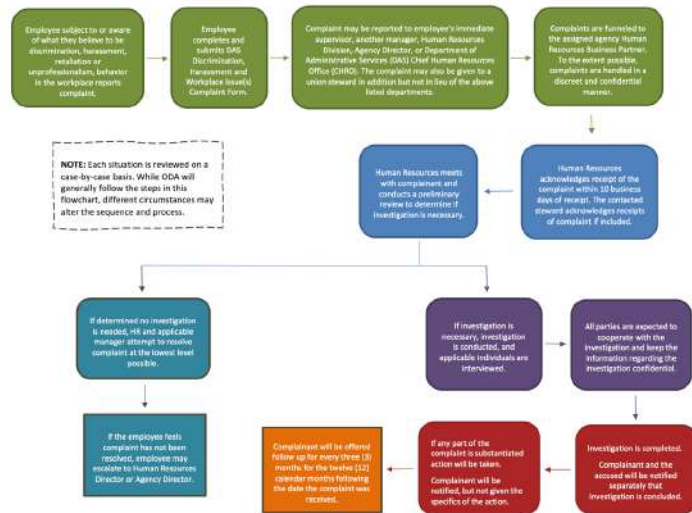 Employee subject to or aware
of what they believe to be
discrimination, harassment,
retaliation or
unprofessionalism, behavior
in the workplace reports
complaint.
Employee
completes and
submits DAS
Discrimination,
Harassment and
Workplace Issue(s)
Complaint Form.
Complaint may be reported to employee's immediate
supervisor, another manager, Human Resources
Division, Agency Director, or Department of
Administrative Services (DAS) Chief Human Resources
Office (CHRO). The complaint may also be given to a
union steward in addition but not in lieu of the above
listed departments.
Complaints are funneled to
the assigned agency Human
Resources Business Partner.
To the extent possible,
complaints are handled in a
discreet and confidential
manner.
NOTE: Each situation is reviewed on a
case-by-case basis. While ODA will
generally follow the steps in this
flowchart, different circumstances may
alter the sequence and process.
Human Resources meets
with complainant and
conducts a preliminary
review to determine if
investigation is necessary.
Human Resources
acknowledges receipt of the
complaint within 10 business
days of receipt. The contacted
steward acknowledges receipts
of complaint if included.
If determined no investigation
is needed, HR and applicable
manager attempt to resolve
complaint at the lowest level
possible.
If investigation is
necessary, investigation
is conducted, and
applicable individuals are
interviewed.
All parties are expected to
cooperate with the
investigation and keep the
information regarding the
investigation confidential.
If the employee feels
complaint has not been
resolved, employee may
escalate to Human Resources
Director or Agency Director.
Complainant will be offered
follow up for every three (3)
months for the twelve (12)
calendar months following
the date the complaint was
received.
If any part of the
complaint is substantiated
action will be taken.
Complainant will be
notified, but not given the
specifics of the action.
Investigation is completed.
Complainant and the
accused will be notified
separately that
investigation is concluded.